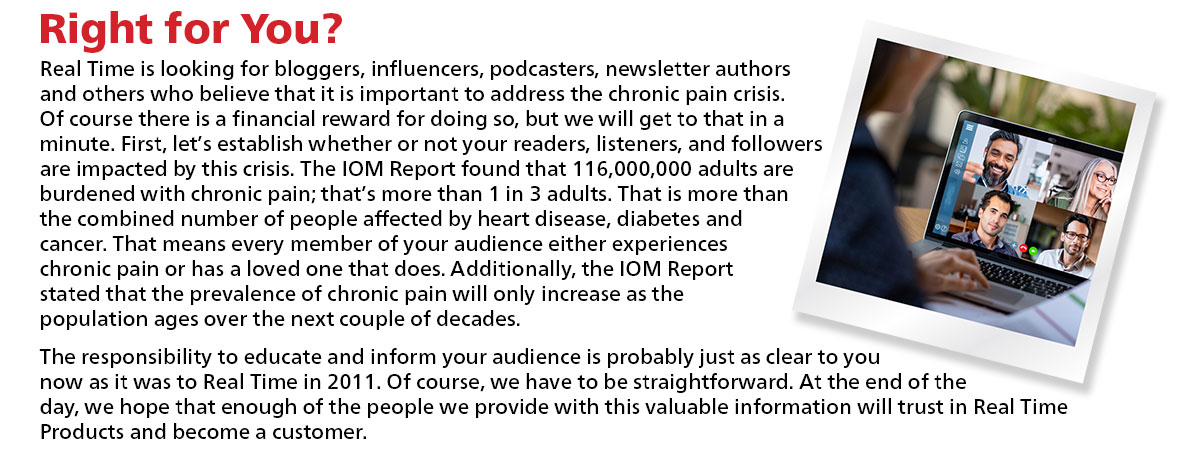 Right for You?
Real Time is looking for bloggers, influencers, podcasters, newsletter authors
and others who believe that it is important to address the chronic pain crisis.
Of course there is a financial reward for doing so, but we will get to that in a
minute. First, let’s establish whether or not your readers, listeners, and followers
are impacted by this crisis. The IOM Report found that 116,000,000 adults are
burdened with chronic pain; that’s more than 1 in 3 adults. That is more than
the combined number of people affected by heart disease, diabetes and
cancer. That means every member of your audience either experiences
chronic pain or has a loved one that does. Additionally, the IOM Report
stated that the prevalence of chronic pain will only increase as the
population ages over the next couple of decades.
The responsibility to educate and inform your audience is probably just as clear to you
now as it was to Real Time in 2011. Of course, we have to be straightforward. At the end of the
day, we hope that enough of the people we provide with this valuable information will trust in Real Time
Products and become a customer.